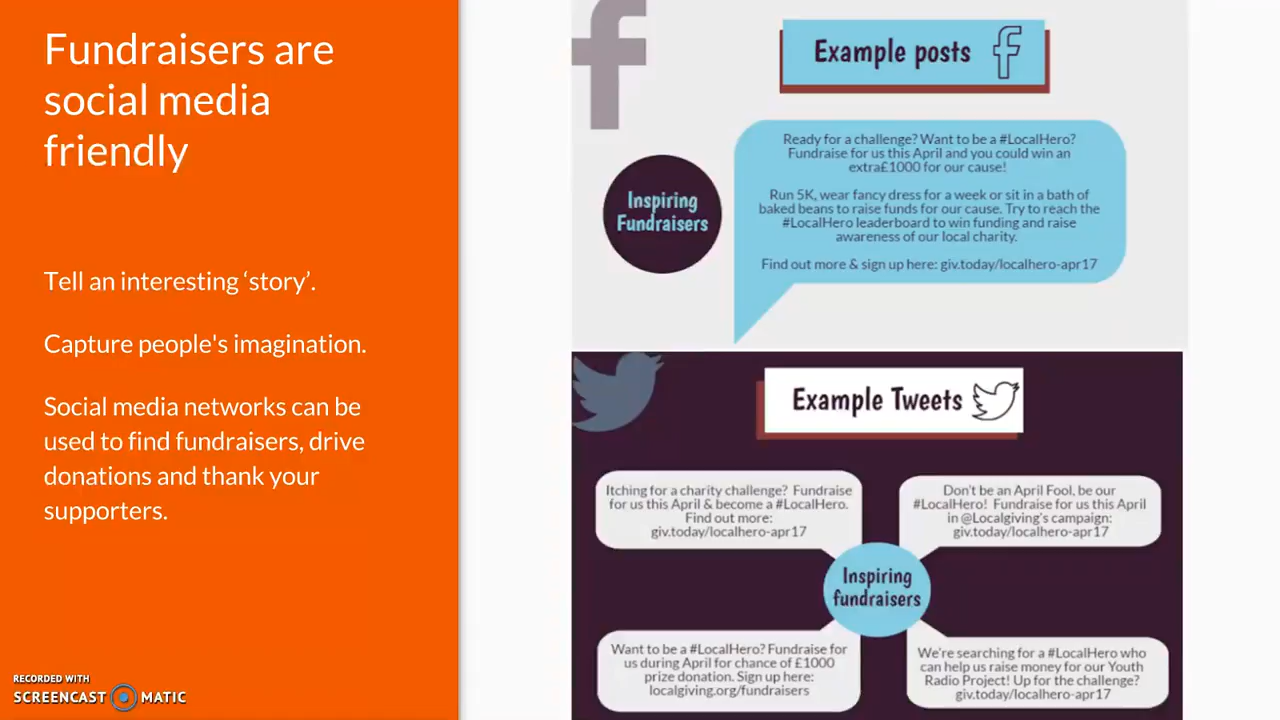 Fundraisers are
social media
friendly
Tell an interesting ‘story’.
Capture people's imagination.
Social media networks can be
used to find fundraisers, drive
donations and thank your
supporters.
RECORDED WITH
SCREENCAST MATIC
f
Example posts f
Inspiring
Fundraisers
Ready for a challenge? Want to be a #LocalHero?
Fundraise for us this April and you could win an
extra£1000 for our cause!
Run 5K, wear fancy dress for a week or sit in a bath of
baked beans to raise funds for our cause. Try to reach the
#LocalHero leaderboard to win funding and raise
awareness of our local charity.
Find out more & sign up here: giv.today/localhero-apr17
Example Tweets
Itching for a charity challenge? Fundraise
for us this April & become a #LocalHero.
Find out more:
giv.today/localhero-apr17
Don't be an April Fool, be our
#LocalHero! Fundraise for us this April
in @Localgiving's campaign:
giv.today/localhero-apr17
Inspiring
fundraisers
Want to be a #LocalHero? Fundraise for
us during April for chance of £1000
prize donation. Sign up here:
localgiving.org/fundraisers
We're searching for a #LocalHero who
can help us raise money for our Youth
Radio Project! Up for the challenge?
giv.today/localhero-apr17